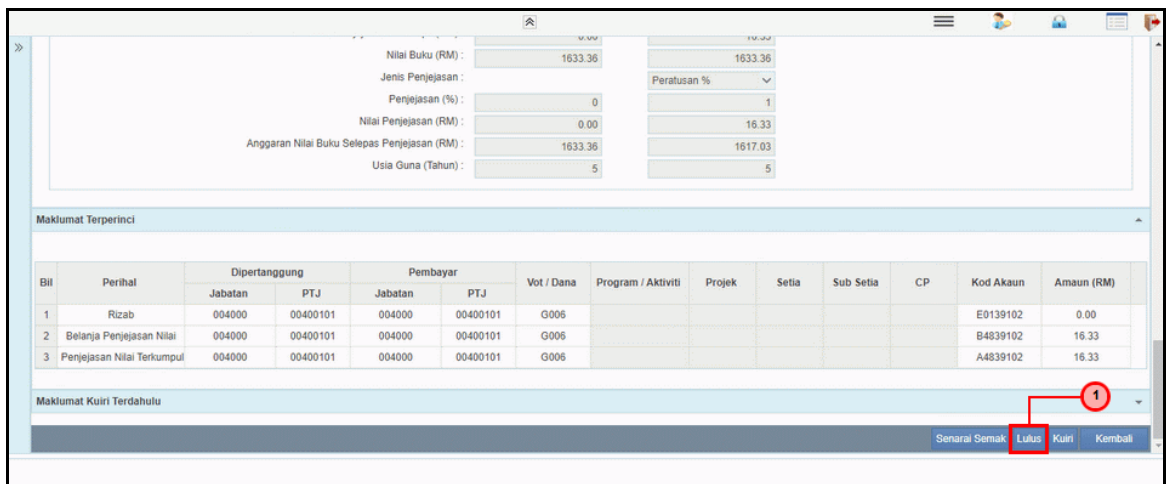 Nilai Buku (RM) : 1633.36 1633.36
Jenis Penjejasan : Peratusan %
Penjejasan (%) : 0 1
Nilai Penjejasan (RM) : 0.00 16.33
Anggaran Nilai Buku Selepas Penjejasan (RM) : 1633.36 1617.03
Usia Guna (Tahun) : 5 5
Maklumat Terperinci
Bil Perihal Dipertanggung Pembayar Vot / Dana Program / Aktiviti Projek Setia Sub Setia CP Kod Akaun Amaun (RM)
Jabatan PTJ Jabatan PTJ
1 Rizab 004000 00400101 004000 00400101 G006 E0139102 0.00
2 Belanja Penjejasan Nilai 004000 00400101 004000 00400101 G006 B4839102 16.33
3 Penjejasan Nilai Terkumpul 004000 00400101 004000 00400101 G006 A4839102 16.33
Maklumat Kuiri Terdahulu
1
Senarai Semak Lulus Kuiri Kembali